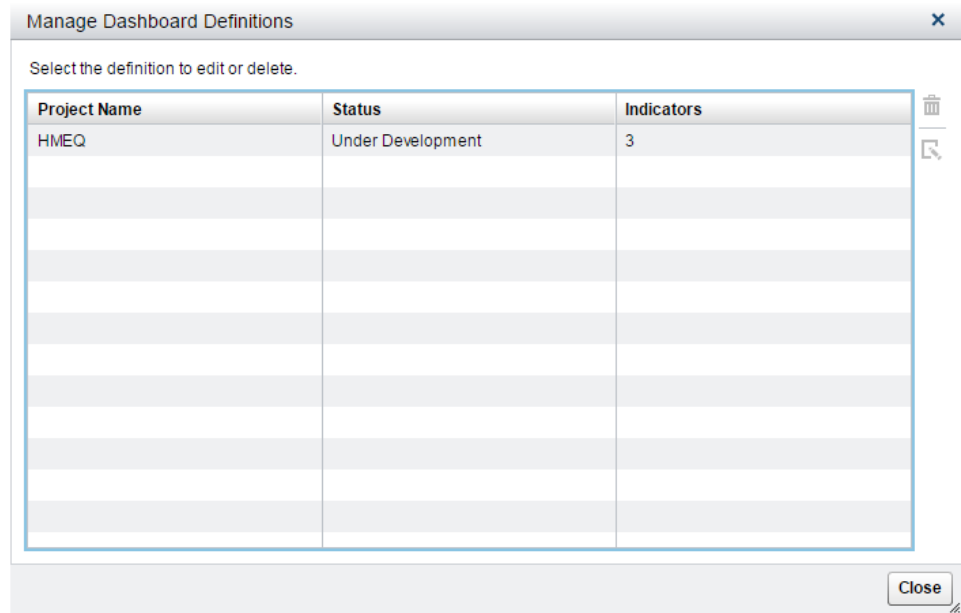 Manage Dashboard Definitions
Select the definition to edit or delete.
Project Name Status Indicators
HMEQ Under Development 3
Close